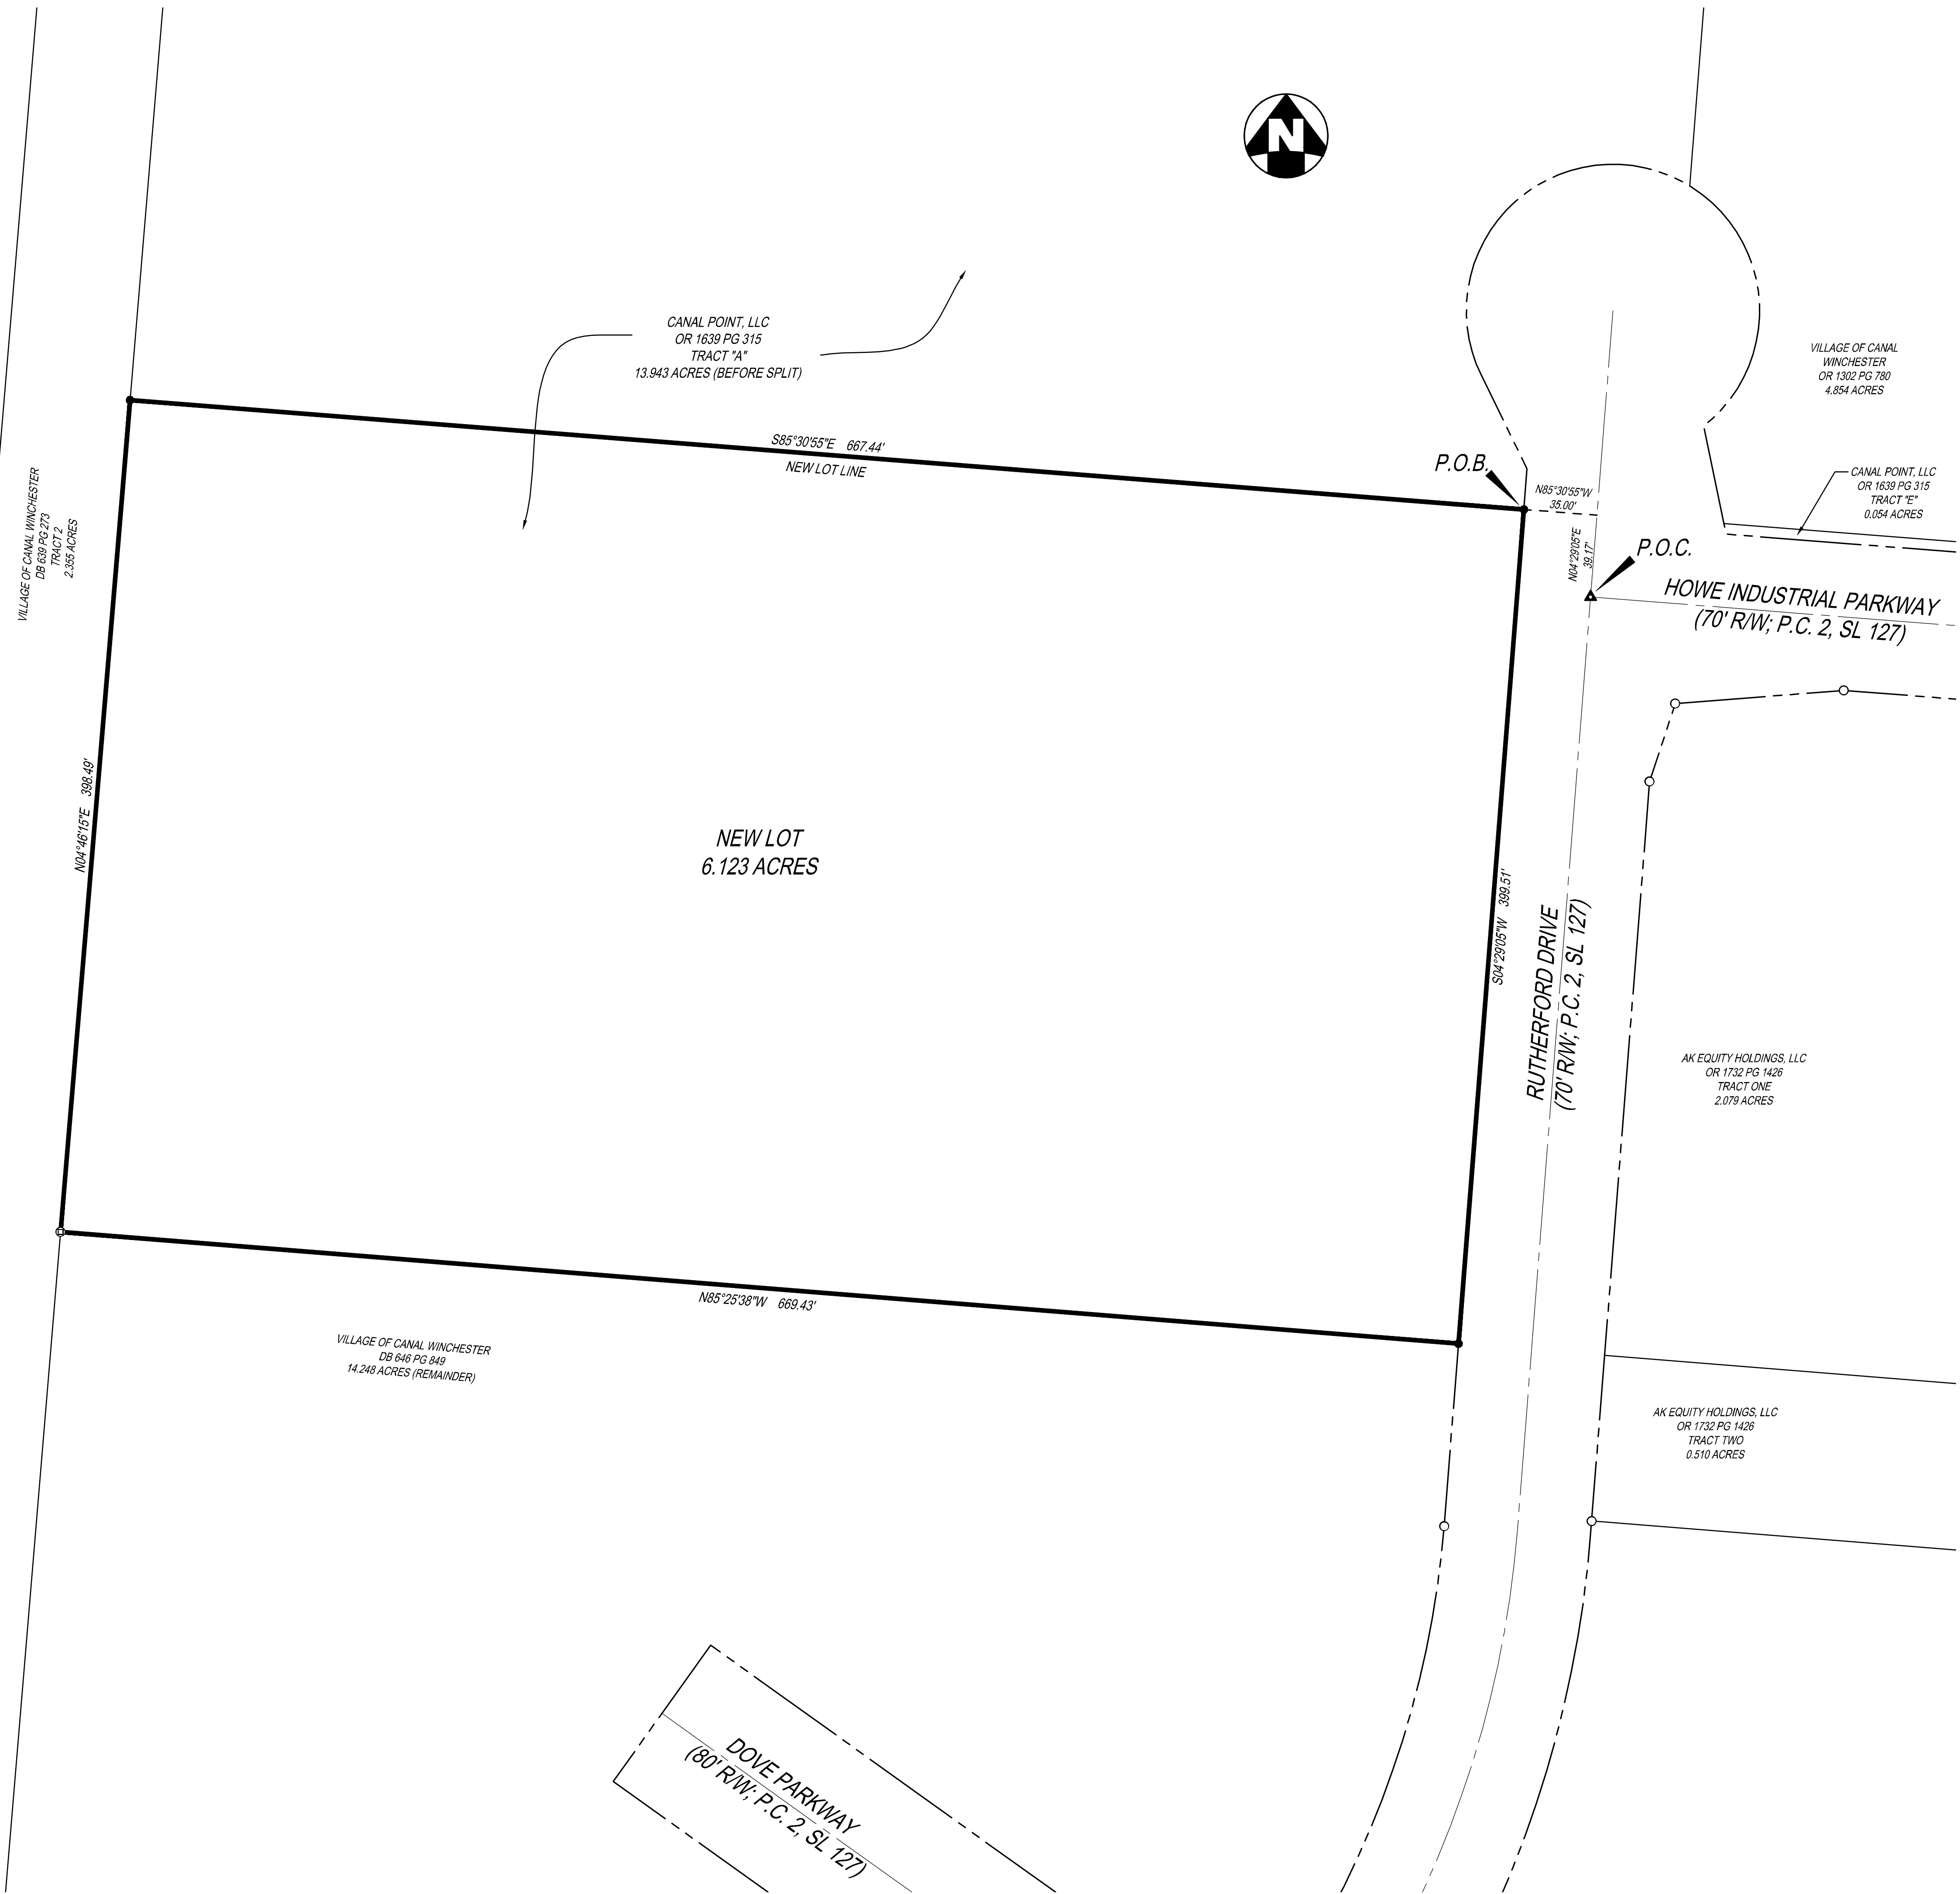 N
CANAL POINT, LLC
OR 1639 PG 315
TRACT "A"
13.943 ACRES (BEFORE SPLIT)
VILLAGE OF CANAL
WINCHESTER
OR 1302 PG 780
4.854 ACRES
S85°30'55"E 667.44'
NEW LOT LINE
P.O.B.
N85°30'55"W
35.00'
CANAL POINT, LLC
OR 1639 PG 315
TRACT "E"
0.054 ACRES
VILLAGE OF CANAL WINCHESTER
DB 639 PG 273
TRACT 2
2.355 ACRES
N04°29'05"E
39.17'
P.O.C.
HOWE INDUSTRIAL PARKWAY
(70' R/W; P.C. 2, SL 127)
N04°46'15"E 398.49'
NEW LOT
6.123 ACRES
S04°29'05"W 399.51'
RUTHERFORD DRIVE
(70' R/W; P.C. 2, SL 127)
AK EQUITY HOLDINGS, LLC
OR 1732 PG 1426
TRACT ONE
2.079 ACRES
N85°25'38"W 669.43'
VILLAGE OF CANAL WINCHESTER
DB 646 PG 849
14.248 ACRES (REMAINDER)
AK EQUITY HOLDINGS, LLC
OR 1732 PG 1426
TRACT TWO
0.510 ACRES
DOVE PARKWAY
(80' R/W; P.C. 2, SL 127)